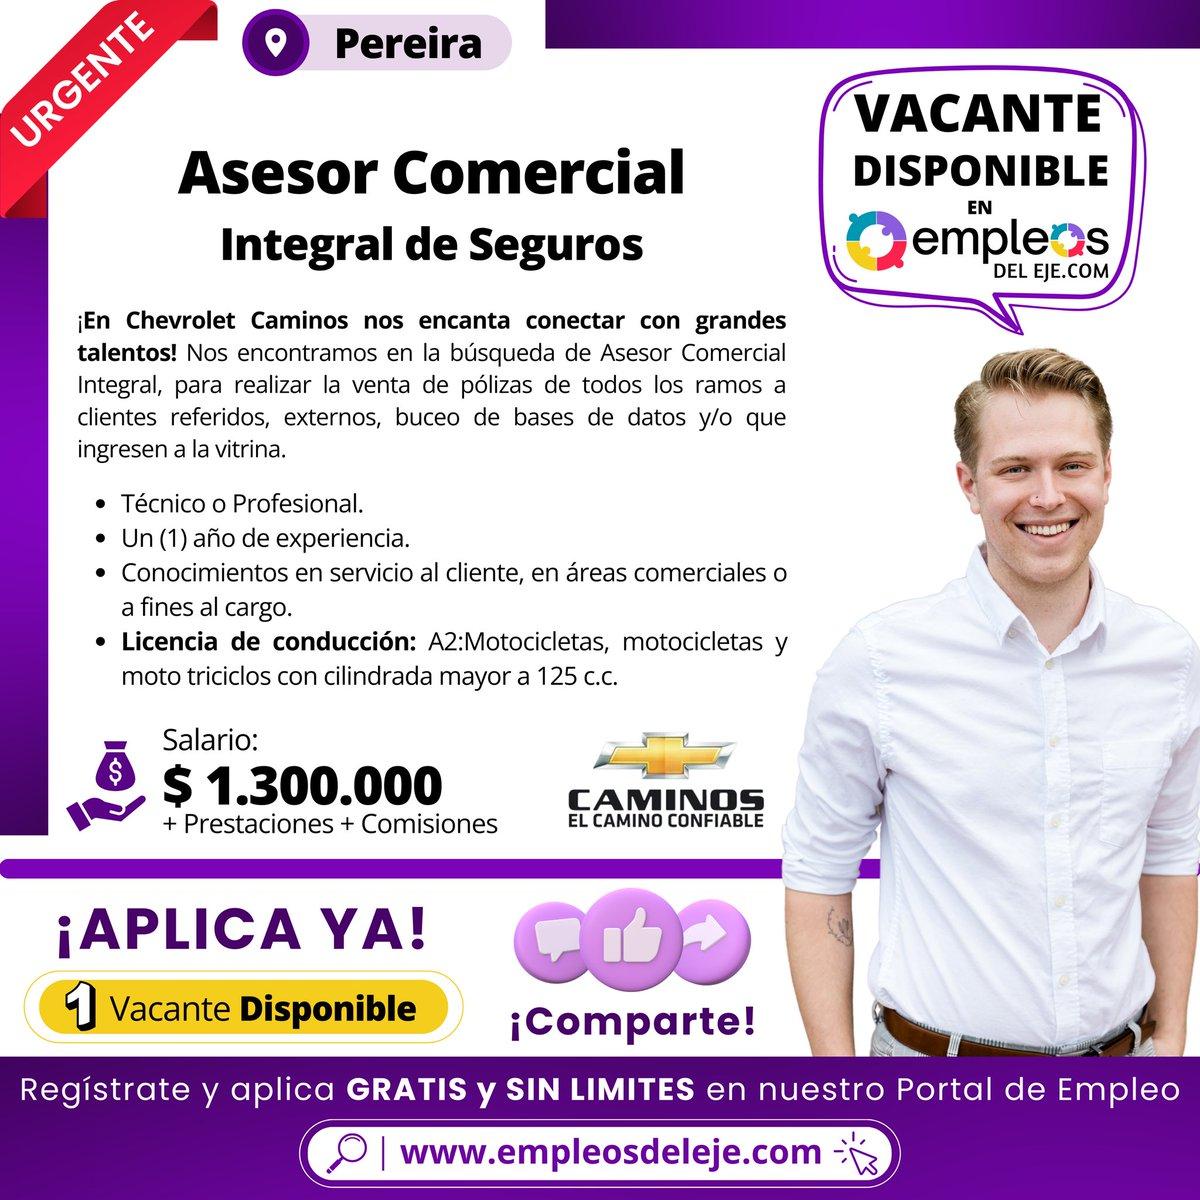 URGENTE
Pereira
VACANTE
DISPONIBLE
EN
empleos
DEL EJE.COM
Asesor Comercial
Integral de Seguros
¡En Chevrolet Caminos nos encanta conectar con grandes
talentos! Nos encontramos en la búsqueda de Asesor Comercial
Integral, para realizar la venta de pólizas de todos los ramos a
clientes referidos, externos, buceo de bases de datos y/o que
ingresen a la vitrina.
• Técnico o Profesional.
• Un (1) año de experiencia.
• Conocimientos en servicio al cliente, en áreas comerciales o
a fines al cargo.
• Licencia de conducción: A2:Motocicletas, motocicletas y
moto triciclos con cilindrada mayor a 125 c.c.
Salario:
$ 1.300.000
+ Prestaciones + Comisiones
CAMINOS
EL CAMINO CONFIABLE
¡APLICA YA!
1 Vacante Disponible
¡Comparte!
Regístrate y aplica GRATIS y SIN LIMITES en nuestro Portal de Empleo
www.empleosdeleje.com